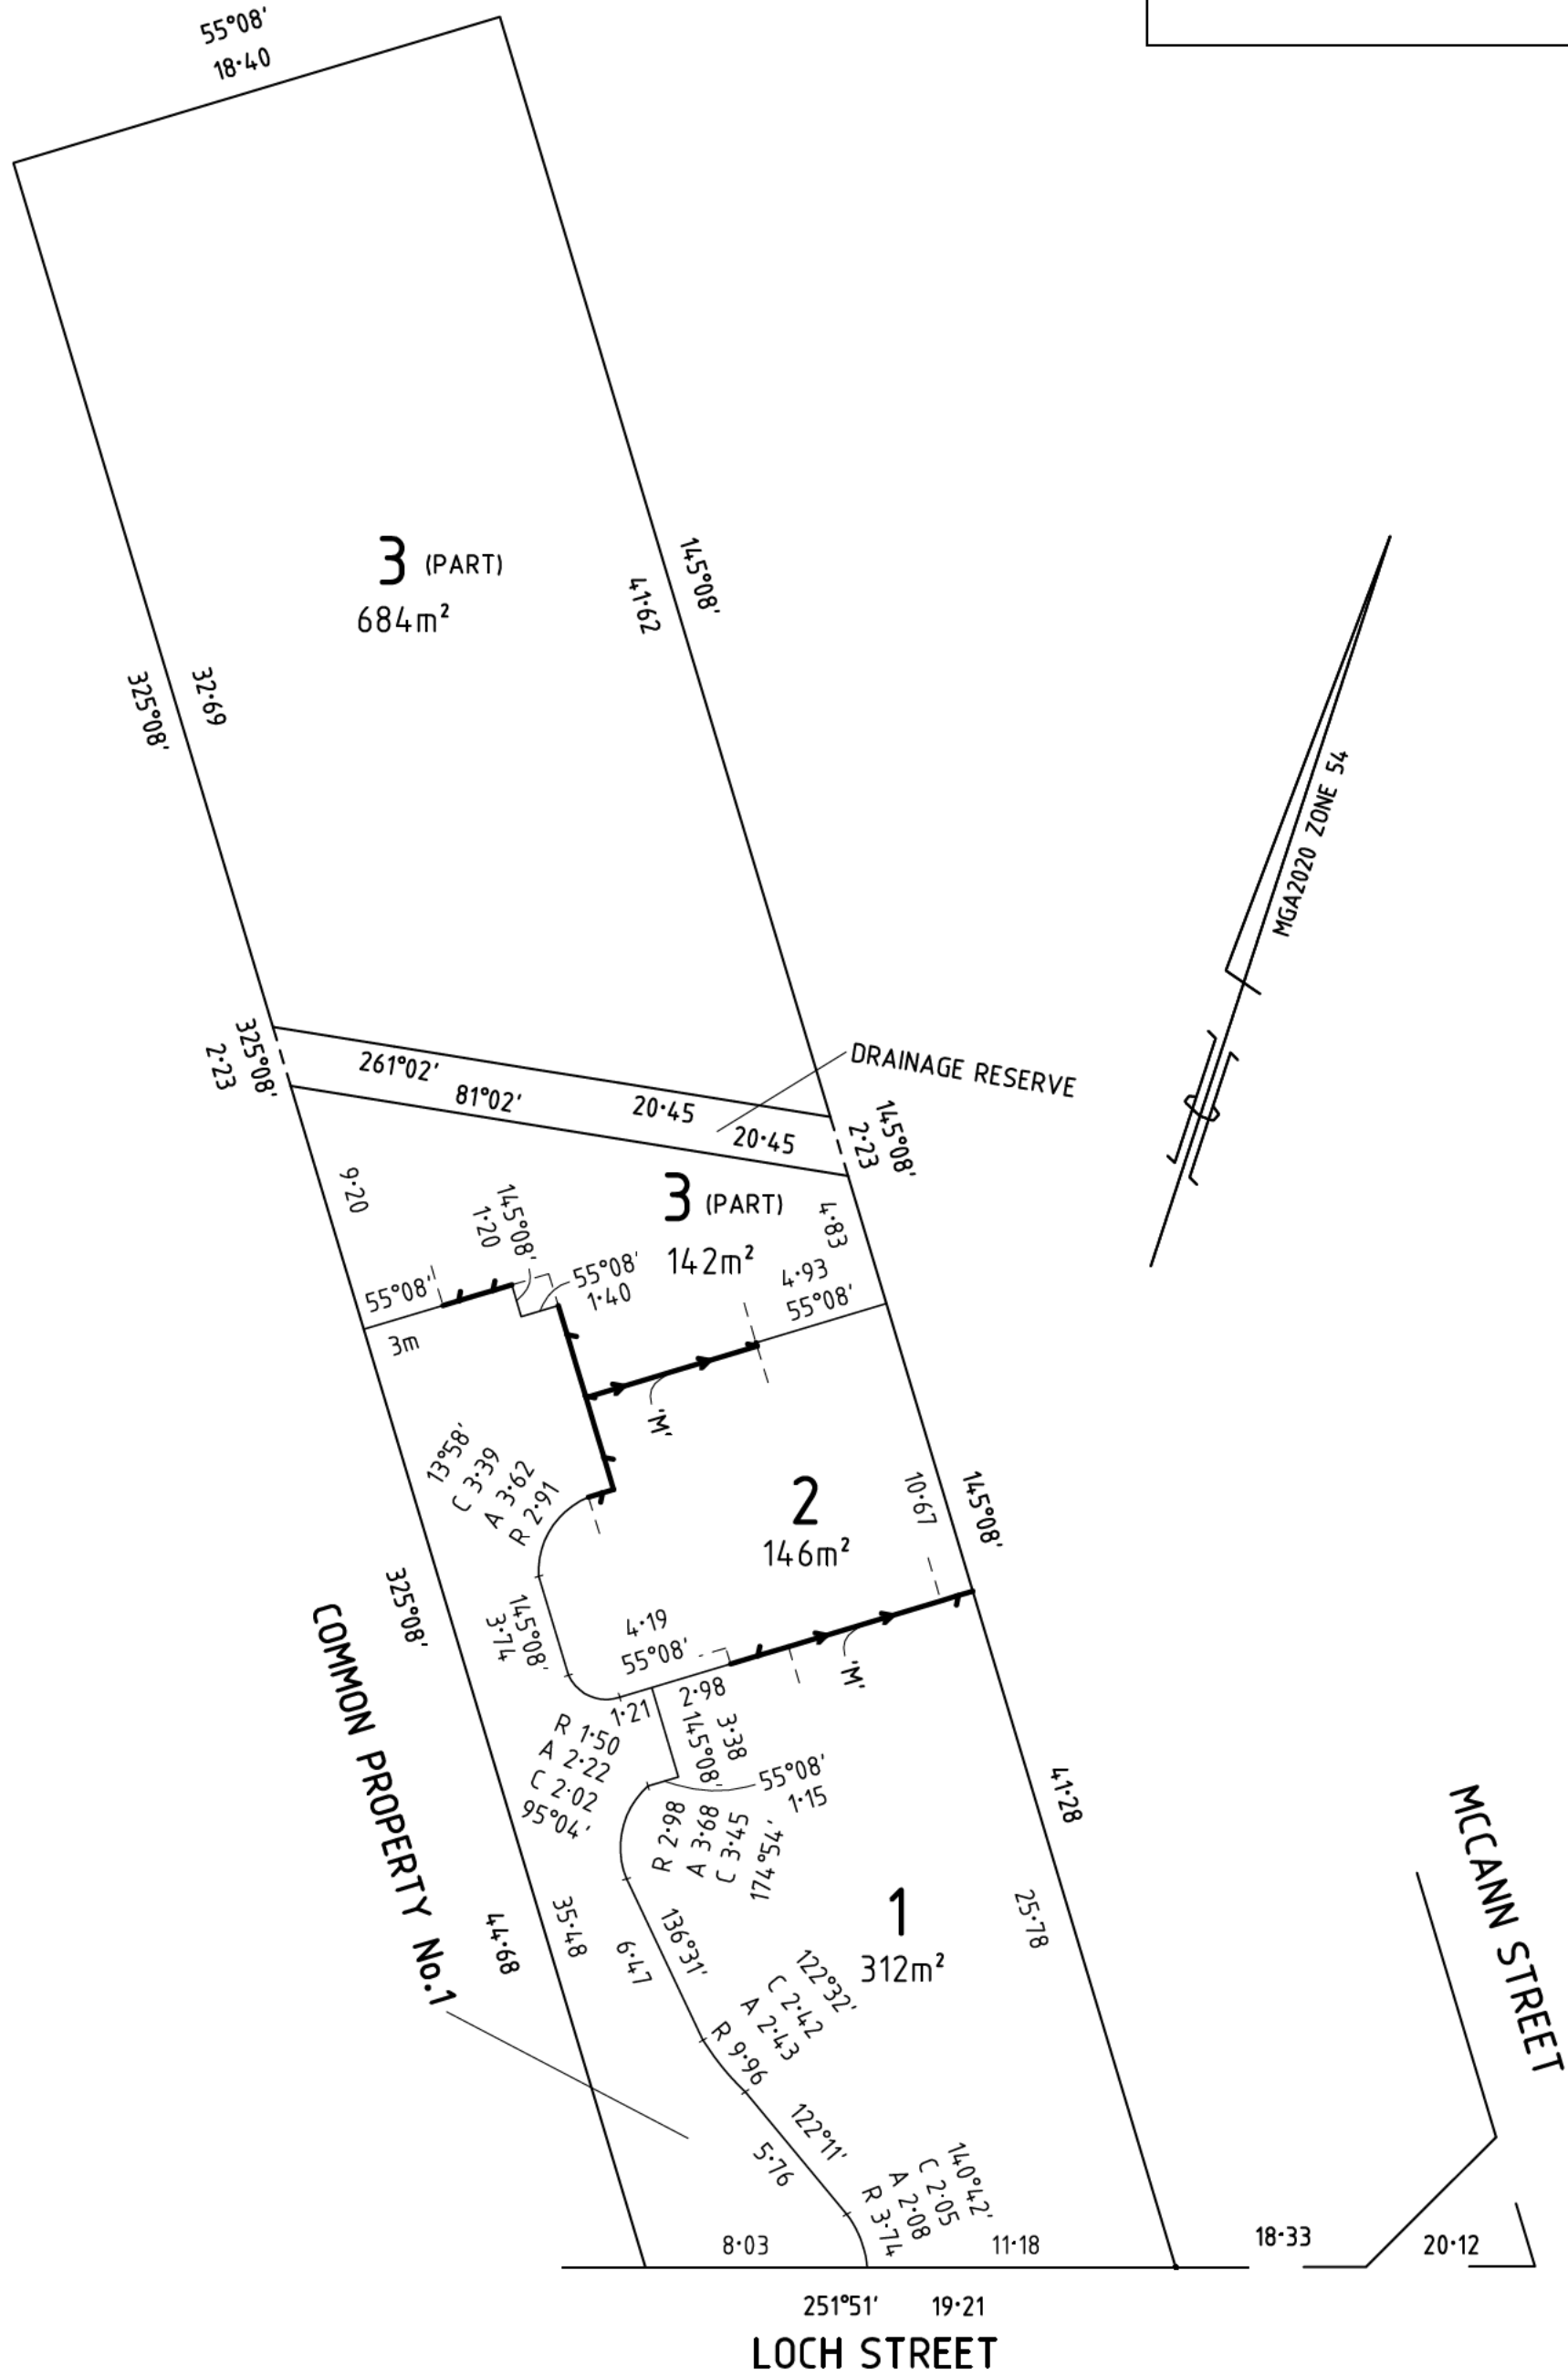 55°08'
18·40
3 (PART)
684m²
145°08'
41·62
32·69
325°08'
MGA2020 ZONE 54
325°08'
2·23
261°02'
81°02'
20·45
20·45
DRAINAGE RESERVE
145°08'
2·23
9·20
145°08'
1·20
3 (PART)
142m²
4·83
4·93
55°08'
55°08'
1·40
55°08'
3m
'M'
13°58'
C 3·39
A 3·62
R 2·91
2
146m²
10·67
145°08'
325°08'
145°08'
3·74
4·19
55°08'
'M'
2·98
1·21
3·38
145°08'
R 1·50
A 2·22
C 2·02
95°04'
55°08'
1·15
R 2·98
A 3·68
C 3·45
174°54'
COMMON PROPERTY No.1
41·28
MCCANN STREET
1
312m²
25·78
35·48
44·68
136°31'
6·47
122°32'
C 2·42
A 2·43
R 9·96
122°11'
5·76
140°42'
C 2·05
A 2·08
R 3·74
8·03
11·18
18·33
20·12
251°51' 19·21
LOCH STREET